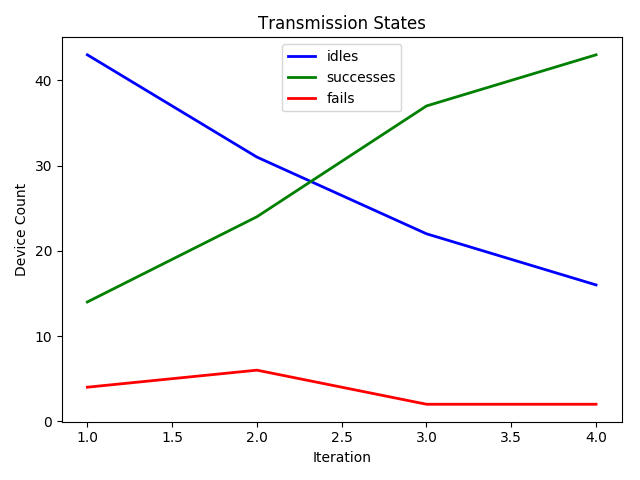 Transmission States
idles
successes
fails
Device Count
40
30
20
10
0
1.0 1.5 2.0 2.5 3.0 3.5 4.0
Iteration